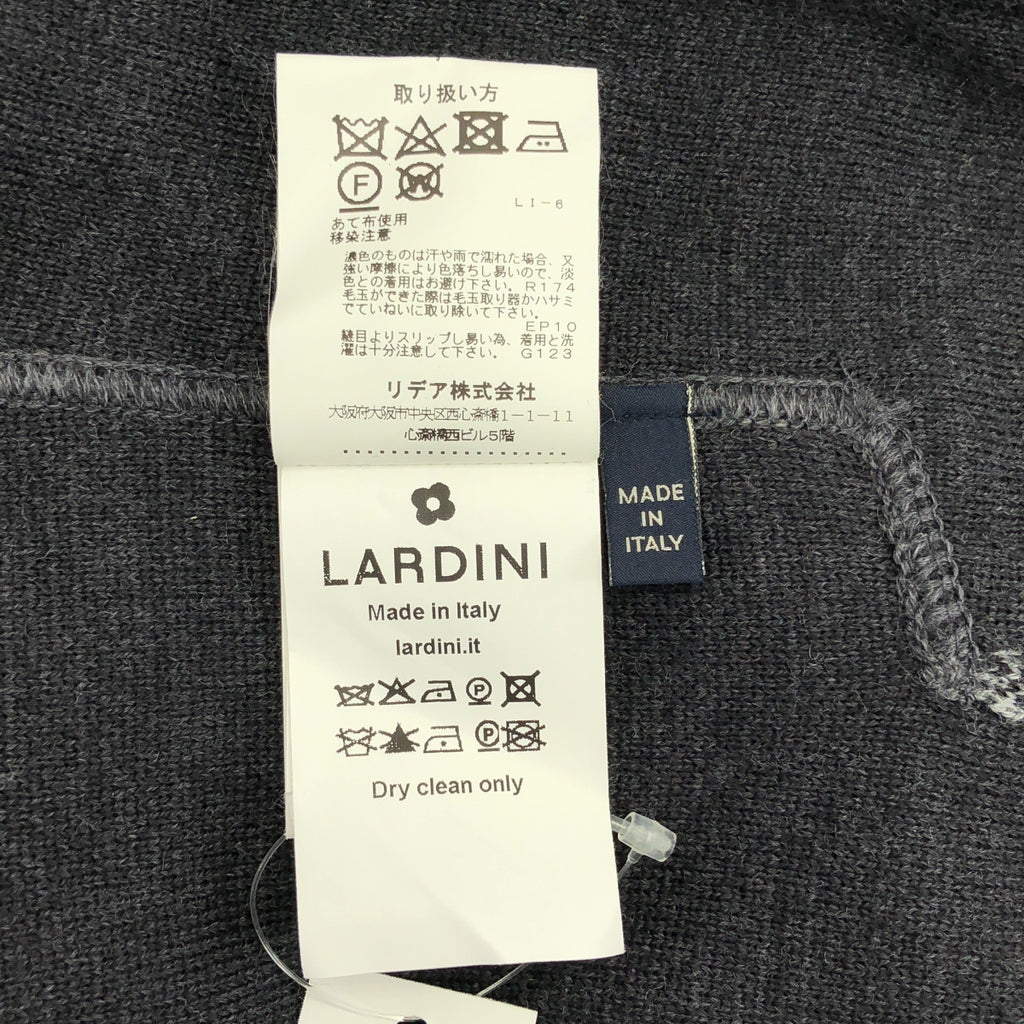 取り扱い方
F
W
LI-6
あて布使用
移染注意
濃色のものは汗や雨で濡れた場合、又
強い摩擦により色落ちし易いので、淡
色との着用はお避け下さい。R174
毛玉ができた際は毛玉取り器かハサミ
でていねいに取り除いて下さい。
EP10
縫目よりスリップし易い為、着用と洗
濯は十分注意して下さい。 G123
リデア株式会社
大阪府大阪市中央区西心斎橋1-1-11
心斎橋西ビル5階
MADE
IN
ITALY
LARDINI
Made in Italy
lardini.it
P
P
Dry clean only